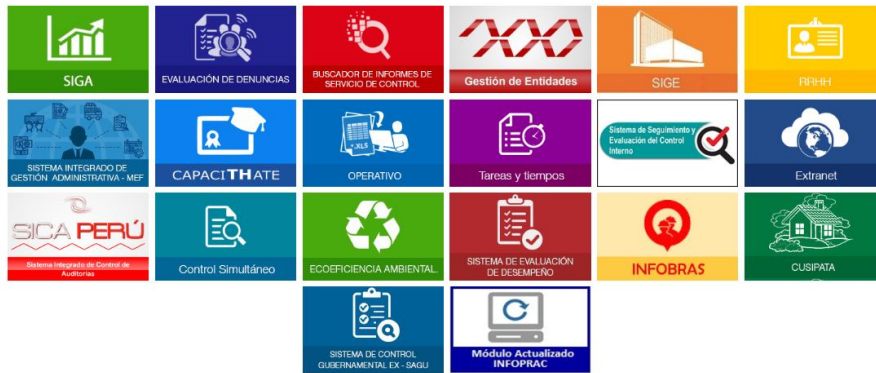 SIGA
EVALUACIÓN DE DENUNCIAS
BUSCADOR DE INFORMES DE
SERVICIO DE CONTROL
Gestión de Entidades
SIGE
RRHH
SISTEMA INTEGRADO DE
GESTIÓN ADMINISTRATIVA - MEF
CAPACITHATE
*.XLS
OPERATIVO
Tareas y tiempos
Sistema de Seguimiento y
Evaluación del Control
Interno
Extranet
SICA PERÚ
Sistema Integrado de Control de
Auditorías
Control Simultáneo
ECOEFICIENCIA AMBIENTAL.
SISTEMA DE EVALUACIÓN
DE DESEMPEÑO
INFOBRAS
CUSIPATA
SISTEMA DE CONTROL
GUBERNAMENTAL EX - SAGU
Módulo Actualizado
INFOPRAC